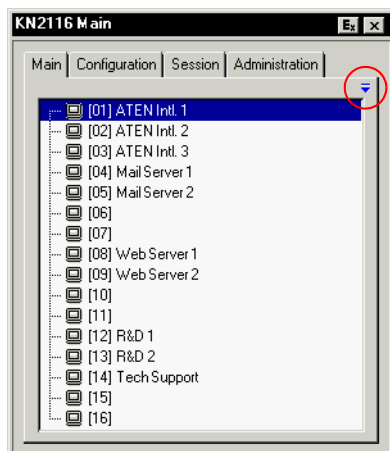 KN2116 Main Ex
Main Configuration Session Administration
[01] ATEN Intl. 1
[02] ATEN Intl. 2
[03] ATEN Intl. 3
[04] Mail Server 1
[05] Mail Server 2
[06]
[07]
[08] Web Server 1
[09] Web Server 2
[10]
[11]
[12] R&D 1
[13] R&D 2
[14] Tech Support
[15]
[16]